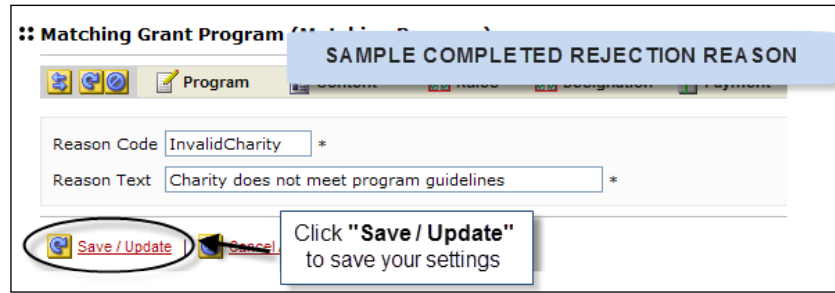 Matching Grant Program
SAMPLE COMPLETED REJECTION REASON
Program
Reason Code InvalidCharity *
Reason Text Charity does not meet program guidelines *
Save / Update | Cancel
Click "Save / Update"
to save your settings